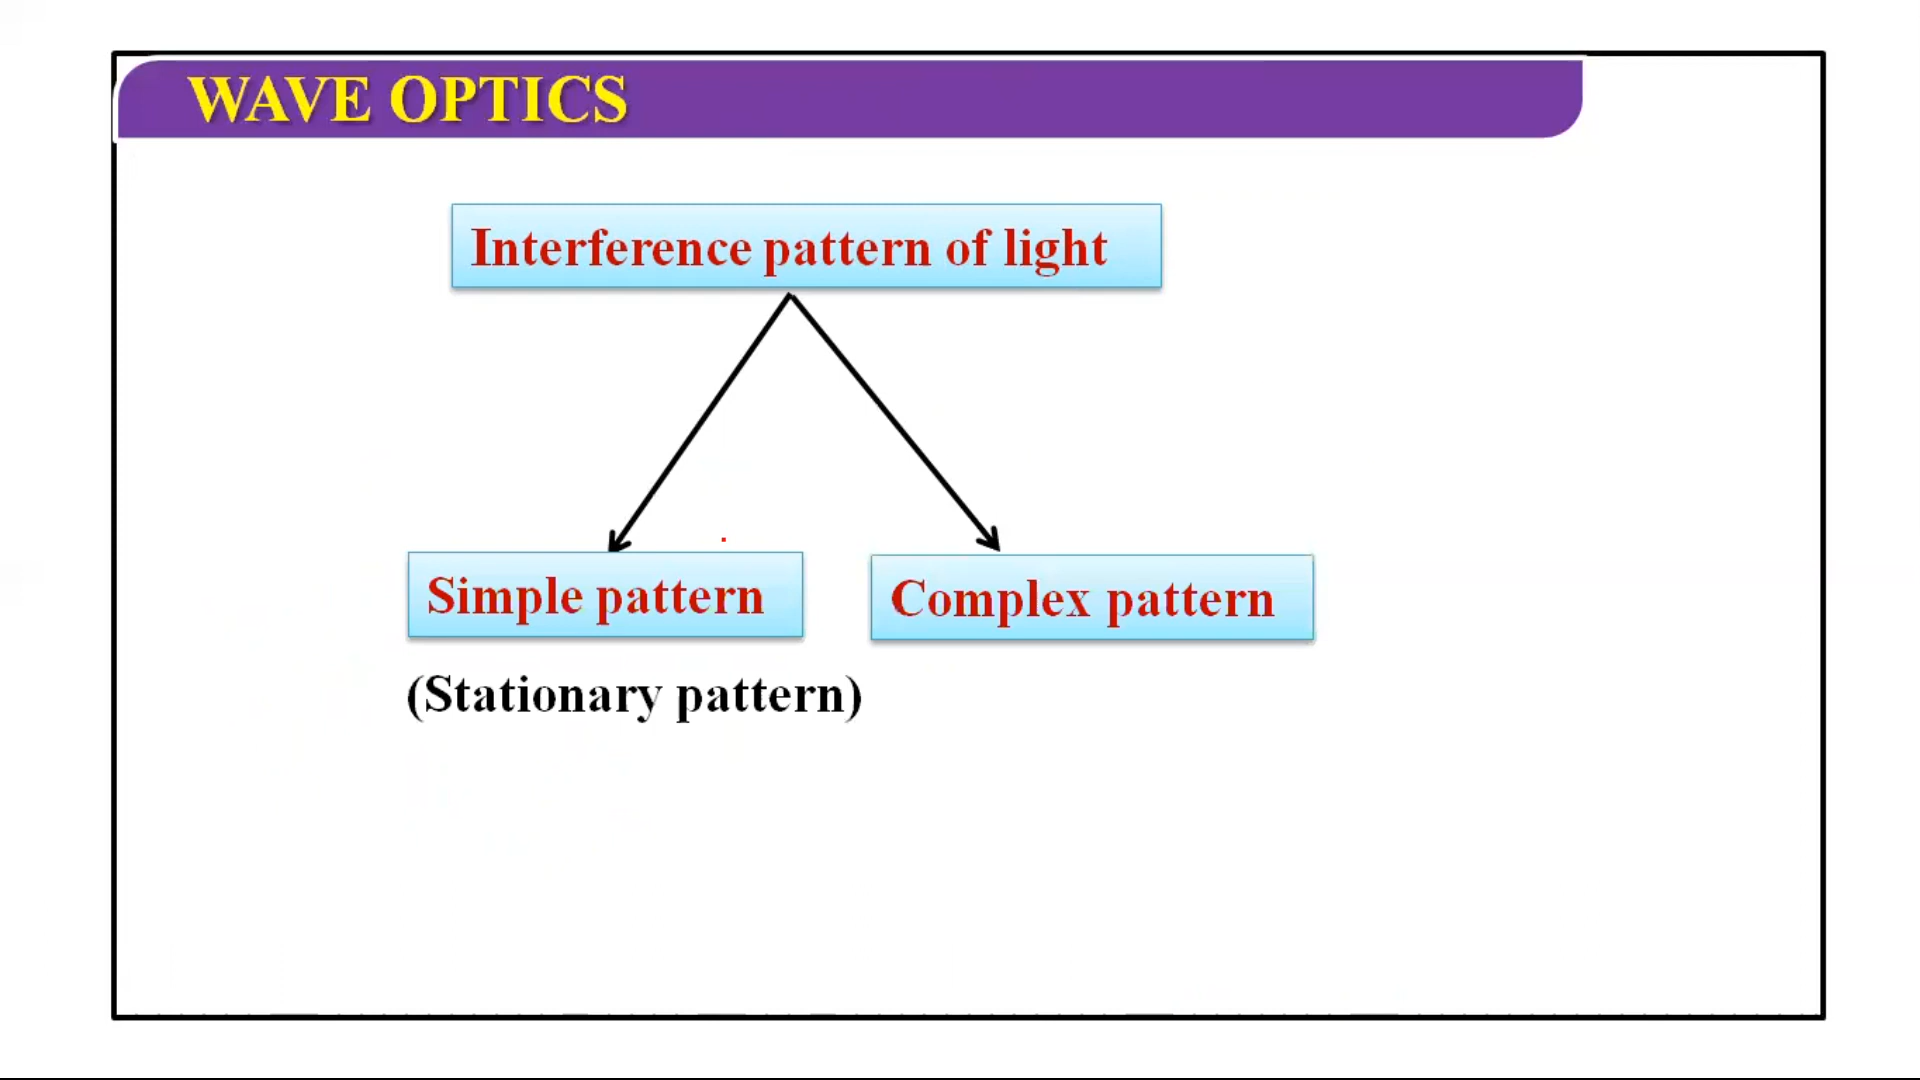 WAVE OPTICS
Interference pattern of light
Simple pattern
Complex pattern
(Stationary pattern)